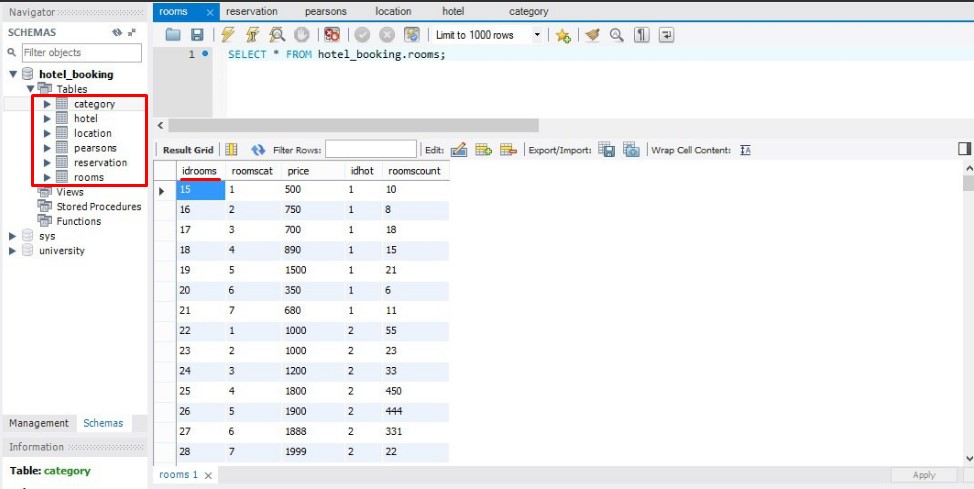 Navigator
SCHEMAS
Filter objects
hotel_booking
Tables
category
hotel
location
pearsons
reservation
rooms
Views
Stored Procedures
Functions
sys
university
Management Schemas
Information
Table: category
rooms reservation pearsons location hotel category
Limit to 1000 rows
1 SELECT * FROM hotel_booking.rooms;
Result Grid Filter Rows: Edit: Export/Import: Wrap Cell Content:
idrooms roomscat price idhot roomscount
15 1 500 1 10
16 2 750 1 8
17 3 700 1 18
18 4 890 1 15
19 5 1500 1 21
20 6 350 1 6
21 7 680 1 11
22 1 1000 2 55
23 2 1000 2 23
24 3 1200 2 33
25 4 1800 2 450
26 5 1900 2 444
27 6 1888 2 331
28 7 1999 2 22
rooms 1
Apply